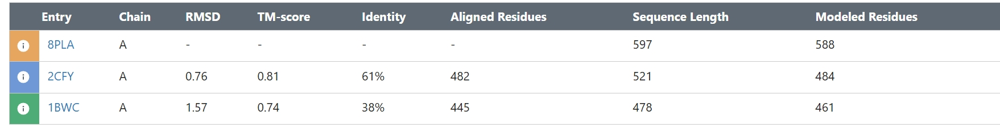 Entry Chain RMSD TM-score Identity Aligned Residues Sequence Length Modeled Residues
i 8PLA A - - - - 597 588
i 2CFY A 0.76 0.81 61% 482 521 484
i 1BWC A 1.57 0.74 38% 445 478 461